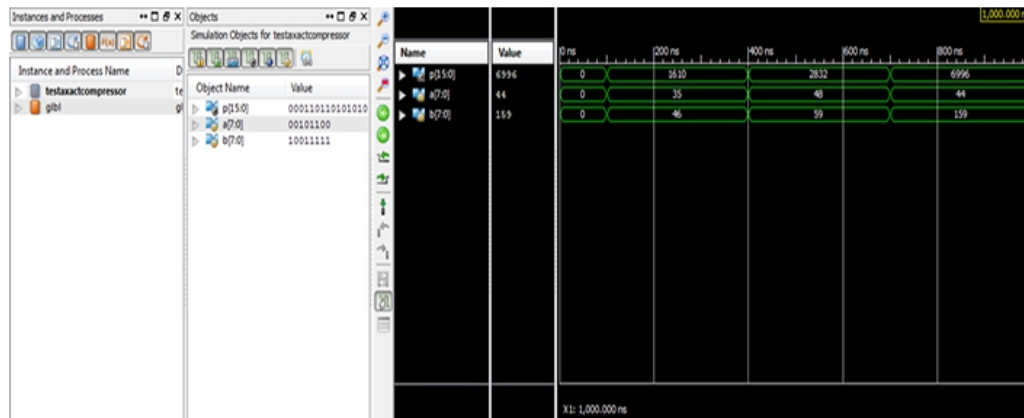 Instances and Processes
Instance and Process Name
D
testaxactcompressor
te
glbl
gl
Objects
Simulation Objects for testaxactcompressor
Object Name Value
p[15:0] 000110110101010
a[7:0] 00101100
b[7:0] 10011111
Name Value
p[15:0] 6996
a[7:0] 44
b[7:0] 159
1,000.000 ns
0 ns 200 ns 400 ns 600 ns 800 ns
0 1610 2832 6996
0 35 48 44
0 46 59 159
X1: 1,000.000 ns